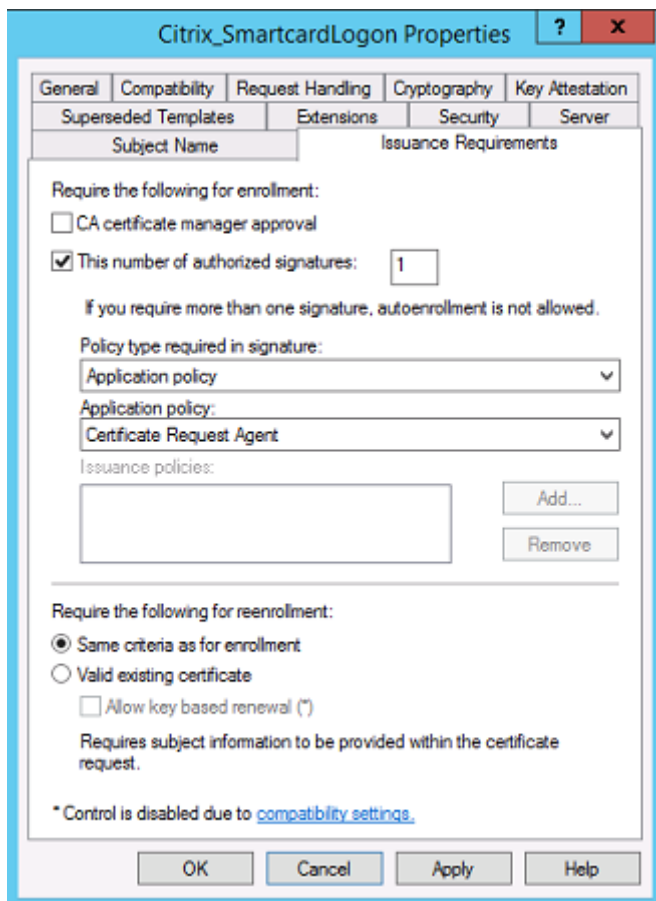 Citrix_SmartcardLogon Properties
?
x
General
Compatibility
Request Handling
Cryptography
Key Attestation
Superseded Templates
Extensions
Security
Server
Subject Name
Issuance Requirements
Require the following for enrollment:
CA certificate manager approval
This number of authorized signatures:
1
If you require more than one signature, autoenrollment is not allowed.
Policy type required in signature:
Application policy
Application policy:
Certificate Request Agent
Issuance policies:
Add...
Remove
Require the following for reenrollment:
Same criteria as for enrollment
Valid existing certificate
Allow key based renewal (*)
Requires subject information to be provided within the certificate
request.
* Control is disabled due to compatibility settings.
OK
Cancel
Apply
Help